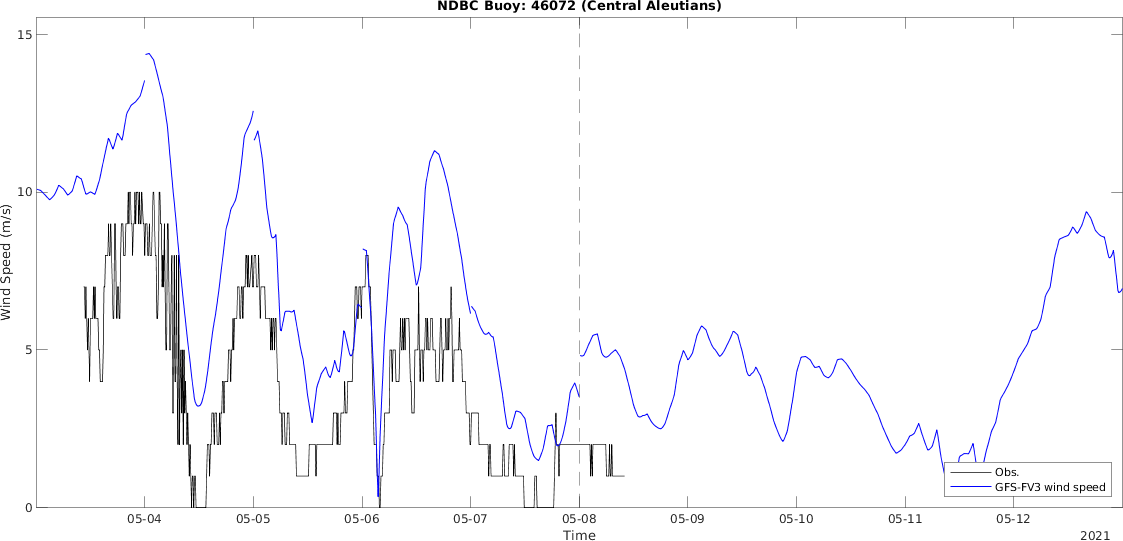 NDBC Buoy: 46072 (Central Aleutians)
15
10
5
0
Wind Speed (m/s)
05-04 05-05 05-06 05-07 05-08 05-09 05-10 05-11 05-12
Time
2021
Obs.
GFS-FV3 wind speed